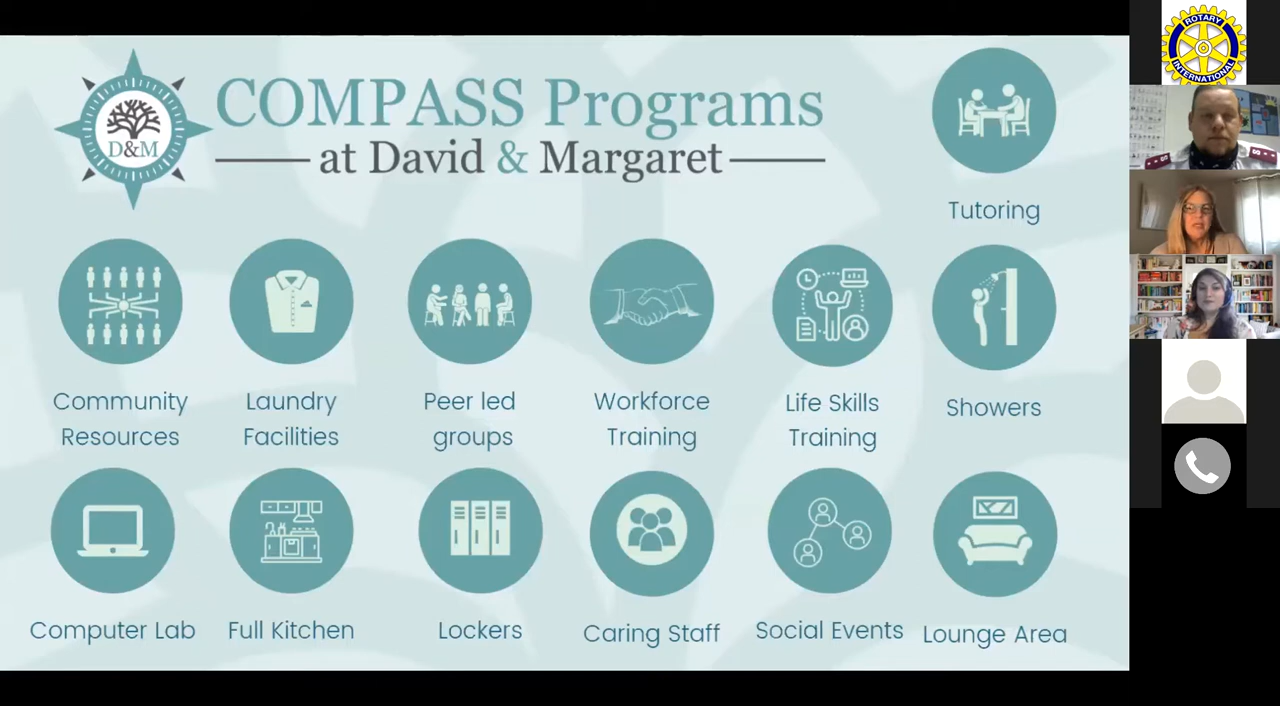 COMPASS Programs
at David & Margaret
D&M
Tutoring
Community
Resources
Laundry
Facilities
Peer led
groups
Workforce
Training
Life Skills
Training
Showers
Computer Lab
Full Kitchen
Lockers
Caring Staff
Social Events
Lounge Area
ROTARY
INTERNATIONAL